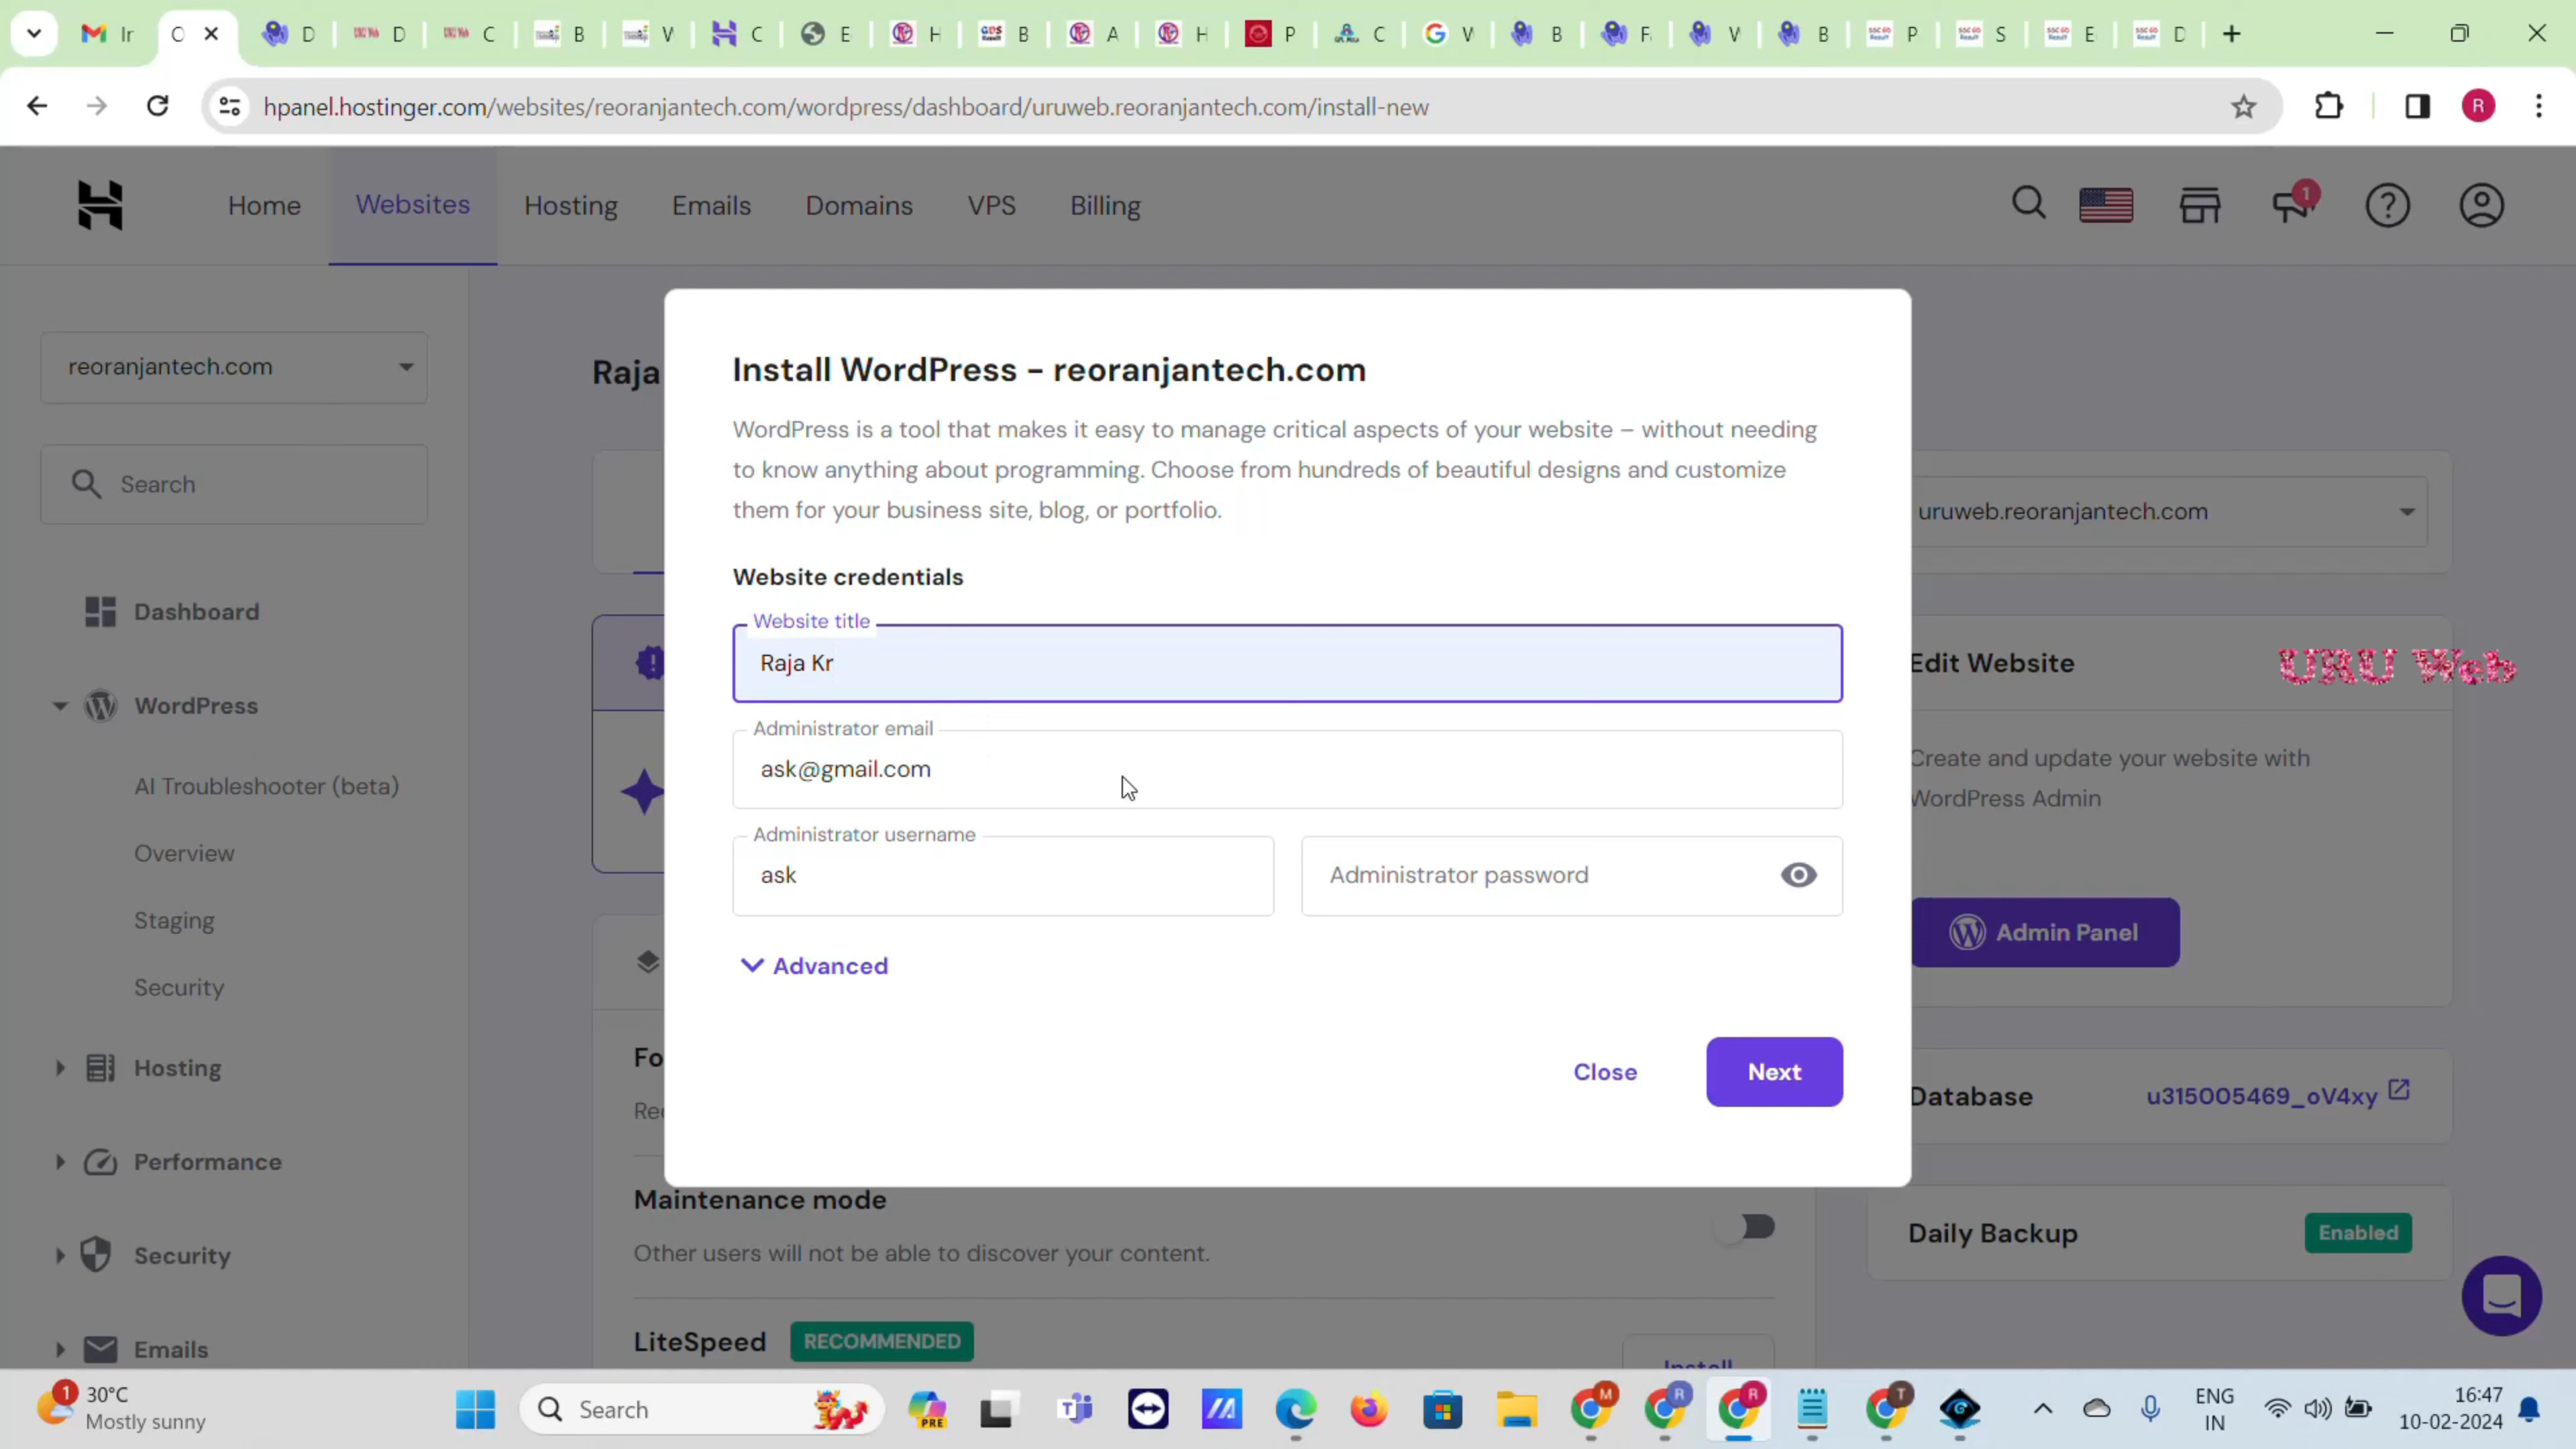 Ir
C
D
D
C
B
V
C
E
H
B
A
H
P
C
V
B
F
V
B
P
S
E
D
hpanel.hostinger.com/websites/reoranjantech.com/wordpress/dashboard/uruweb.reoranjantech.com/install-new
R
Home
Websites
Hosting
Emails
Domains
VPS
Billing
1
reoranjantech.com
Search
Dashboard
WordPress
AI Troubleshooter (beta)
Overview
Staging
Security
Hosting
Performance
Security
Emails
Raja
Install WordPress - reoranjantech.com
WordPress is a tool that makes it easy to manage critical aspects of your website – without needing
to know anything about programming. Choose from hundreds of beautiful designs and customize
them for your business site, blog, or portfolio.
Website credentials
Website title
Raja Kr
Administrator email
ask@gmail.com
Administrator username
ask
Administrator password
Advanced
Close
Next
uruweb.reoranjantech.com
Edit Website
URU Web
Create and update your website with
WordPress Admin
Admin Panel
Database
u315005469_oV4xy
Daily Backup
Enabled
Fo
Re
Maintenance mode
Other users will not be able to discover your content.
LiteSpeed
RECOMMENDED
Install
1
30°C
Mostly sunny
Search
PRE
M
R
R
T
ENG
IN
16:47
10-02-2024